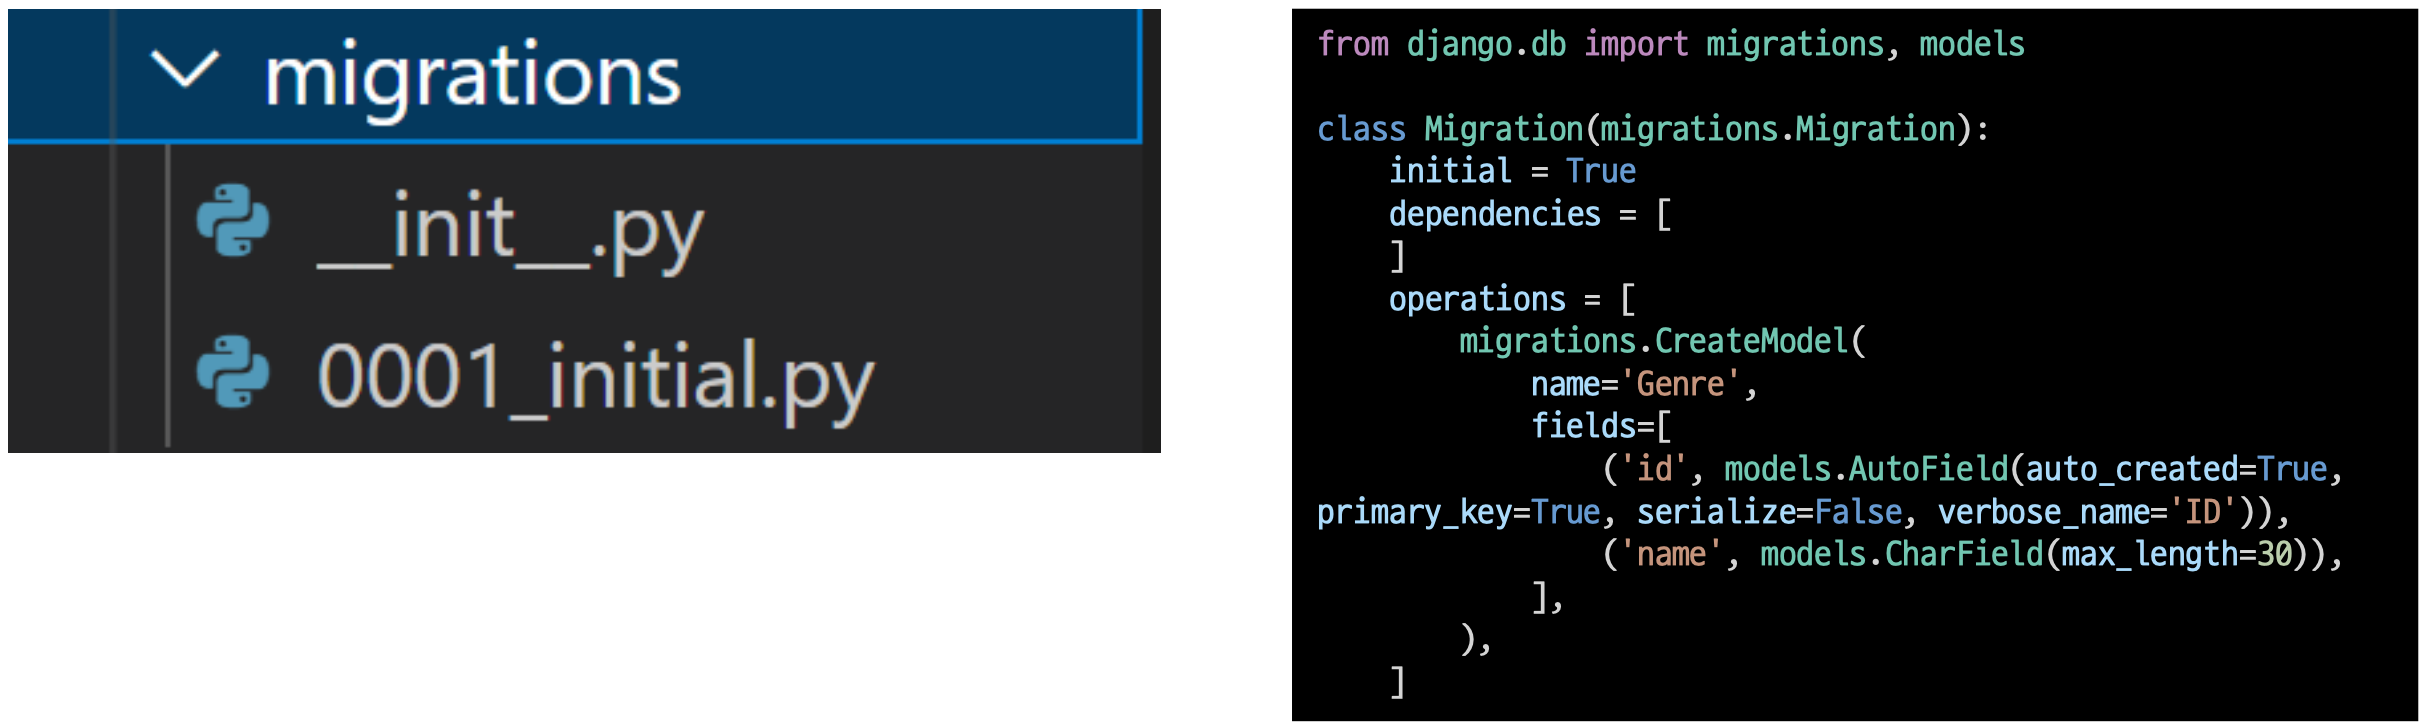 migrations
__init__.py
0001_initial.py
from django.db import migrations, models
class Migration(migrations.Migration):
    initial = True
    dependencies = [
    ]
    operations = [
        migrations.CreateModel(
            name='Genre',
            fields=[
                ('id', models.AutoField(auto_created=True,
primary_key=True, serialize=False, verbose_name='ID')),
                ('name', models.CharField(max_length=30)),
            ],
        ),
    ]